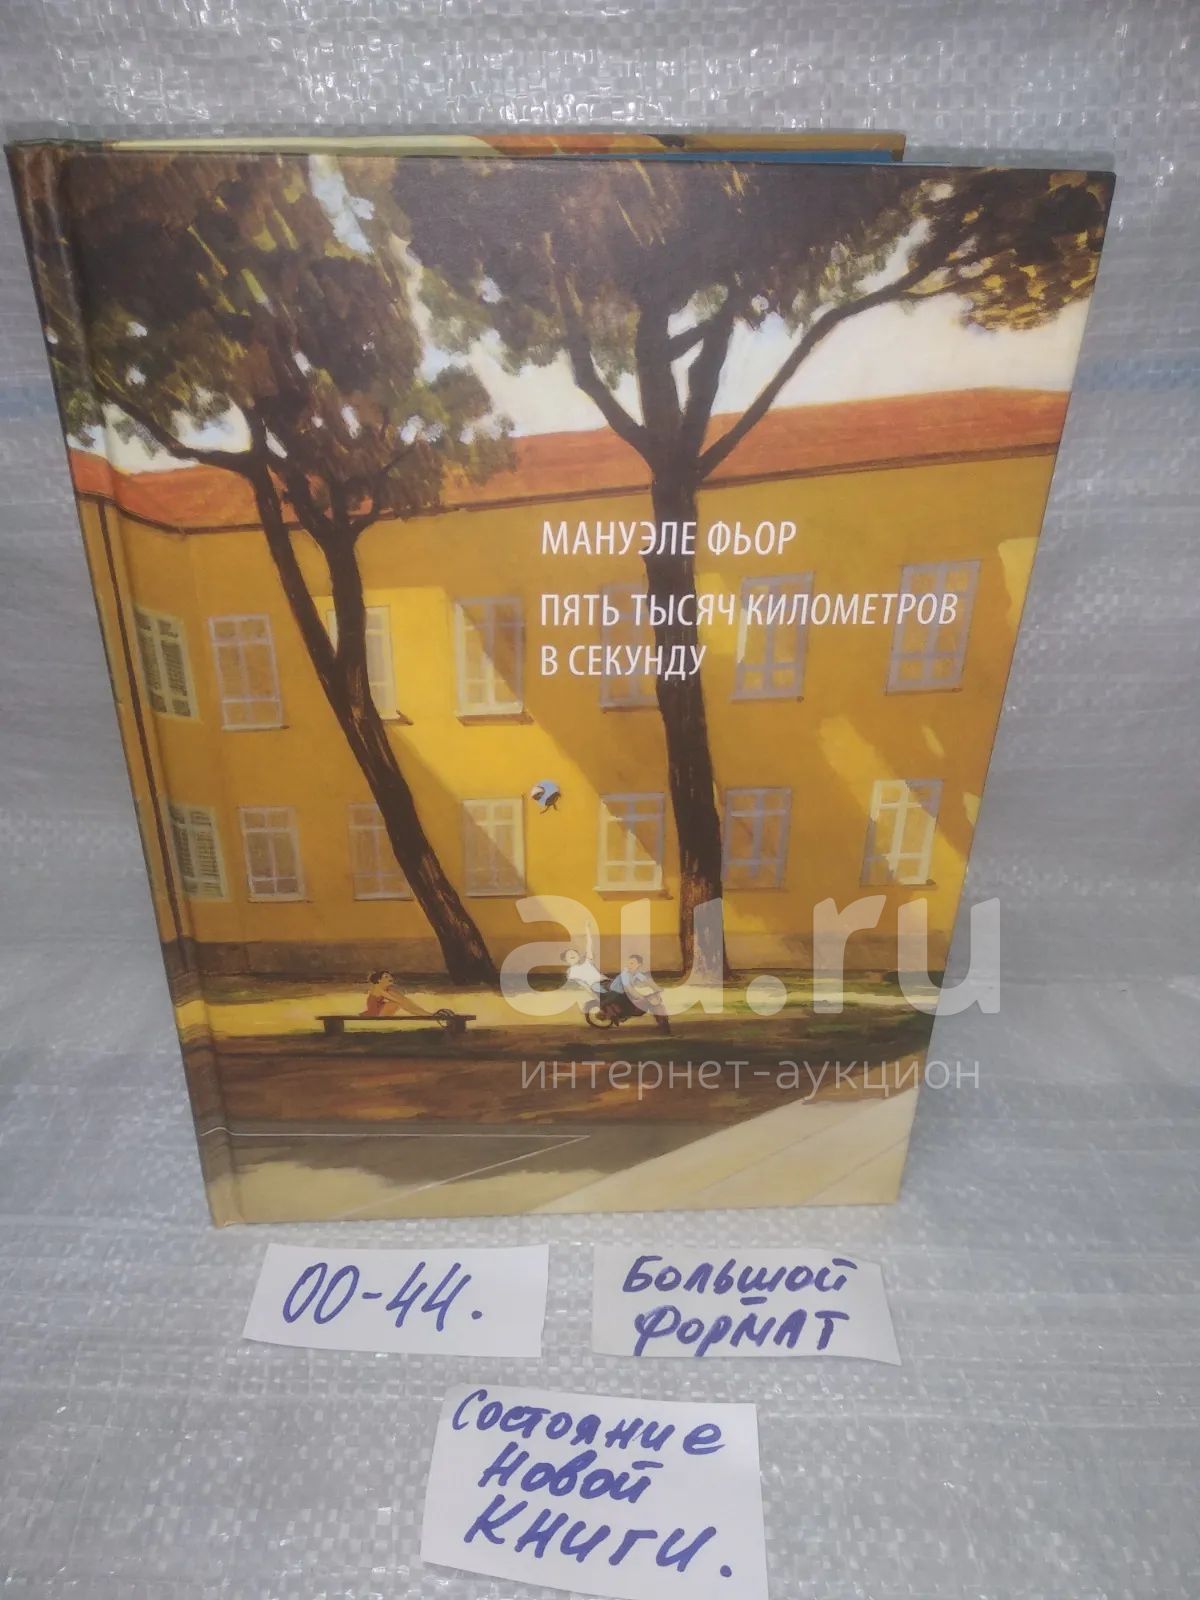 МАНУЭЛЕ ФЬОР
ПЯТЬ ТЫСЯЧ КИЛОМЕТРОВ
В СЕКУНДУ
au.ru
интернет-аукцион
00-44.
Большой
формат
Состояние
Новой
Книги.